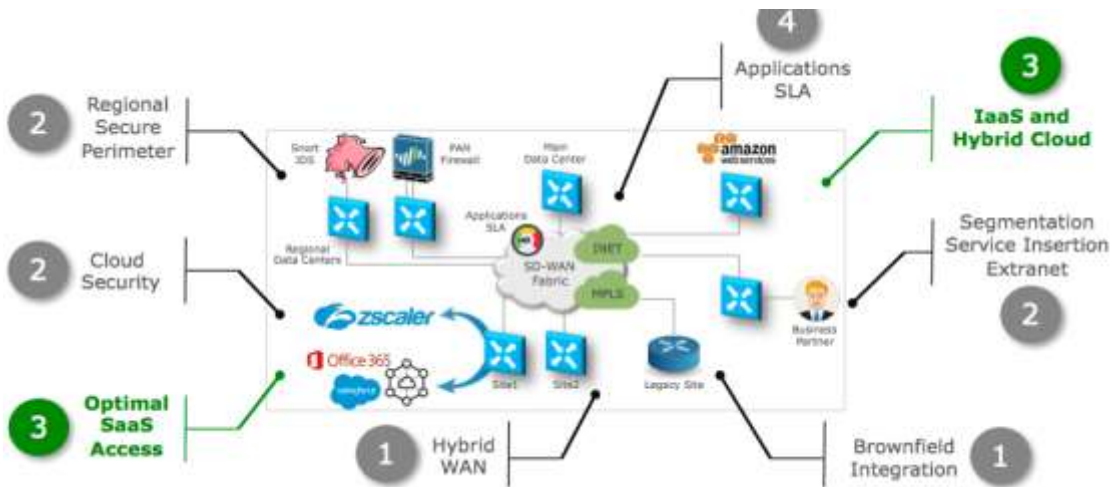 4
Applications
SLA
3
IaaS and
Hybrid Cloud
2
Regional
Secure
Perimeter
Snort
IDS
PAN
Firewall
Main
Data Center
amazon
web services
Applications
SLA
Regional
Data Centers
INET
SD-WAN
Fabric
MPLS
Segmentation
Service Insertion
Extranet
2
2
Cloud
Security
zscaler
Business
Partner
Office 365
salesforce
Site1
Site2
Legacy Site
3
Optimal
SaaS
Access
1
Hybrid
WAN
Brownfield
Integration
1